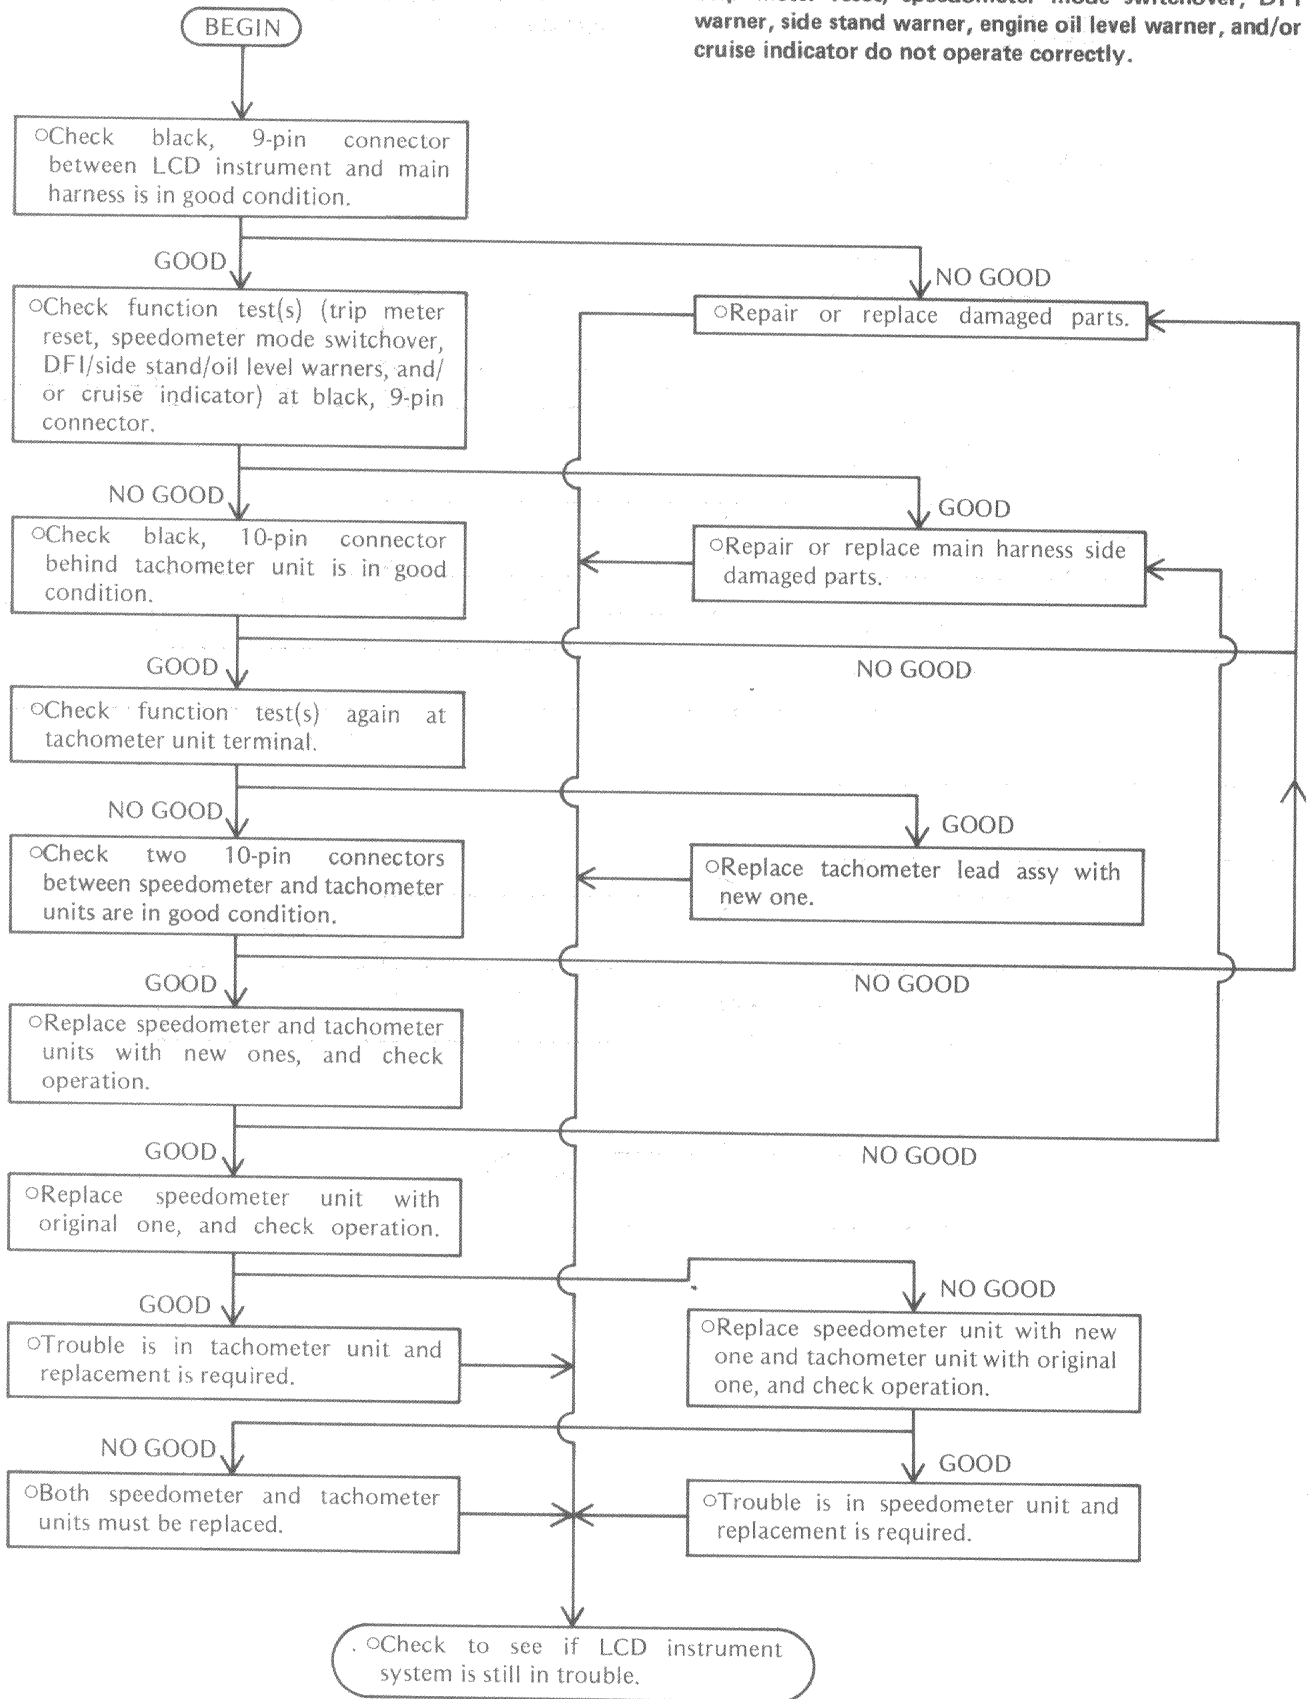 BEGIN
Trip meter reset, speedometer mode switchover, DFI
warner, side stand warner, engine oil level warner, and/or
cruise indicator do not operate correctly.
○Check black, 9-pin connector
between LCD instrument and main
harness is in good condition.
GOOD
NO GOOD
○Check function test(s) (trip meter
reset, speedometer mode switchover,
DFI/side stand/oil level warners, and/
or cruise indicator) at black, 9-pin
connector.
○Repair or replace damaged parts.
NO GOOD
GOOD
○Check black, 10-pin connector
behind tachometer unit is in good
condition.
○Repair or replace main harness side
damaged parts.
GOOD
NO GOOD
○Check function test(s) again at
tachometer unit terminal.
NO GOOD
GOOD
○Check two 10-pin connectors
between speedometer and tachometer
units are in good condition.
○Replace tachometer lead assy with
new one.
GOOD
NO GOOD
○Replace speedometer and tachometer
units with new ones, and check
operation.
GOOD
NO GOOD
○Replace speedometer unit with
original one, and check operation.
GOOD
NO GOOD
○Trouble is in tachometer unit and
replacement is required.
○Replace speedometer unit with new
one and tachometer unit with original
one, and check operation.
NO GOOD
GOOD
○Both speedometer and tachometer
units must be replaced.
○Trouble is in speedometer unit and
replacement is required.
○Check to see if LCD instrument
system is still in trouble.